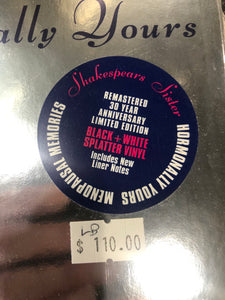 ally Yours
Shakespears Sister
REMASTERED
30 YEAR
ANNIVERSARY
LIMITED EDITION
BLACK + WHITE
SPLATTER VINYL
Includes New
Liner Notes
HORMONALLY YOURS
MENOPAUSAL MEMORIES
LB
$ 110.00